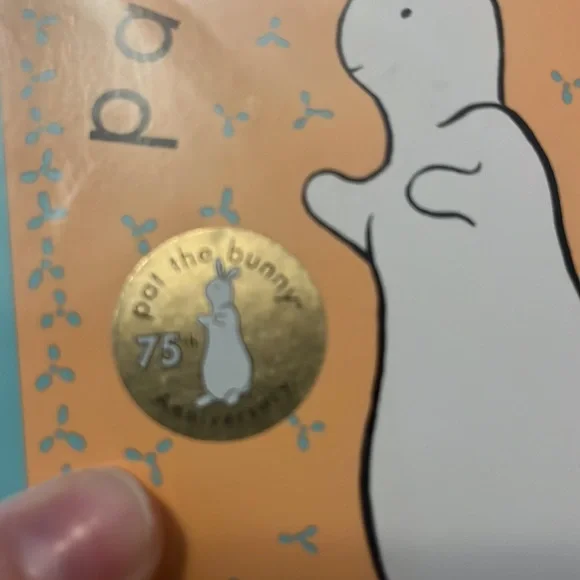 pa
pat the bunny
75th
Anniversary